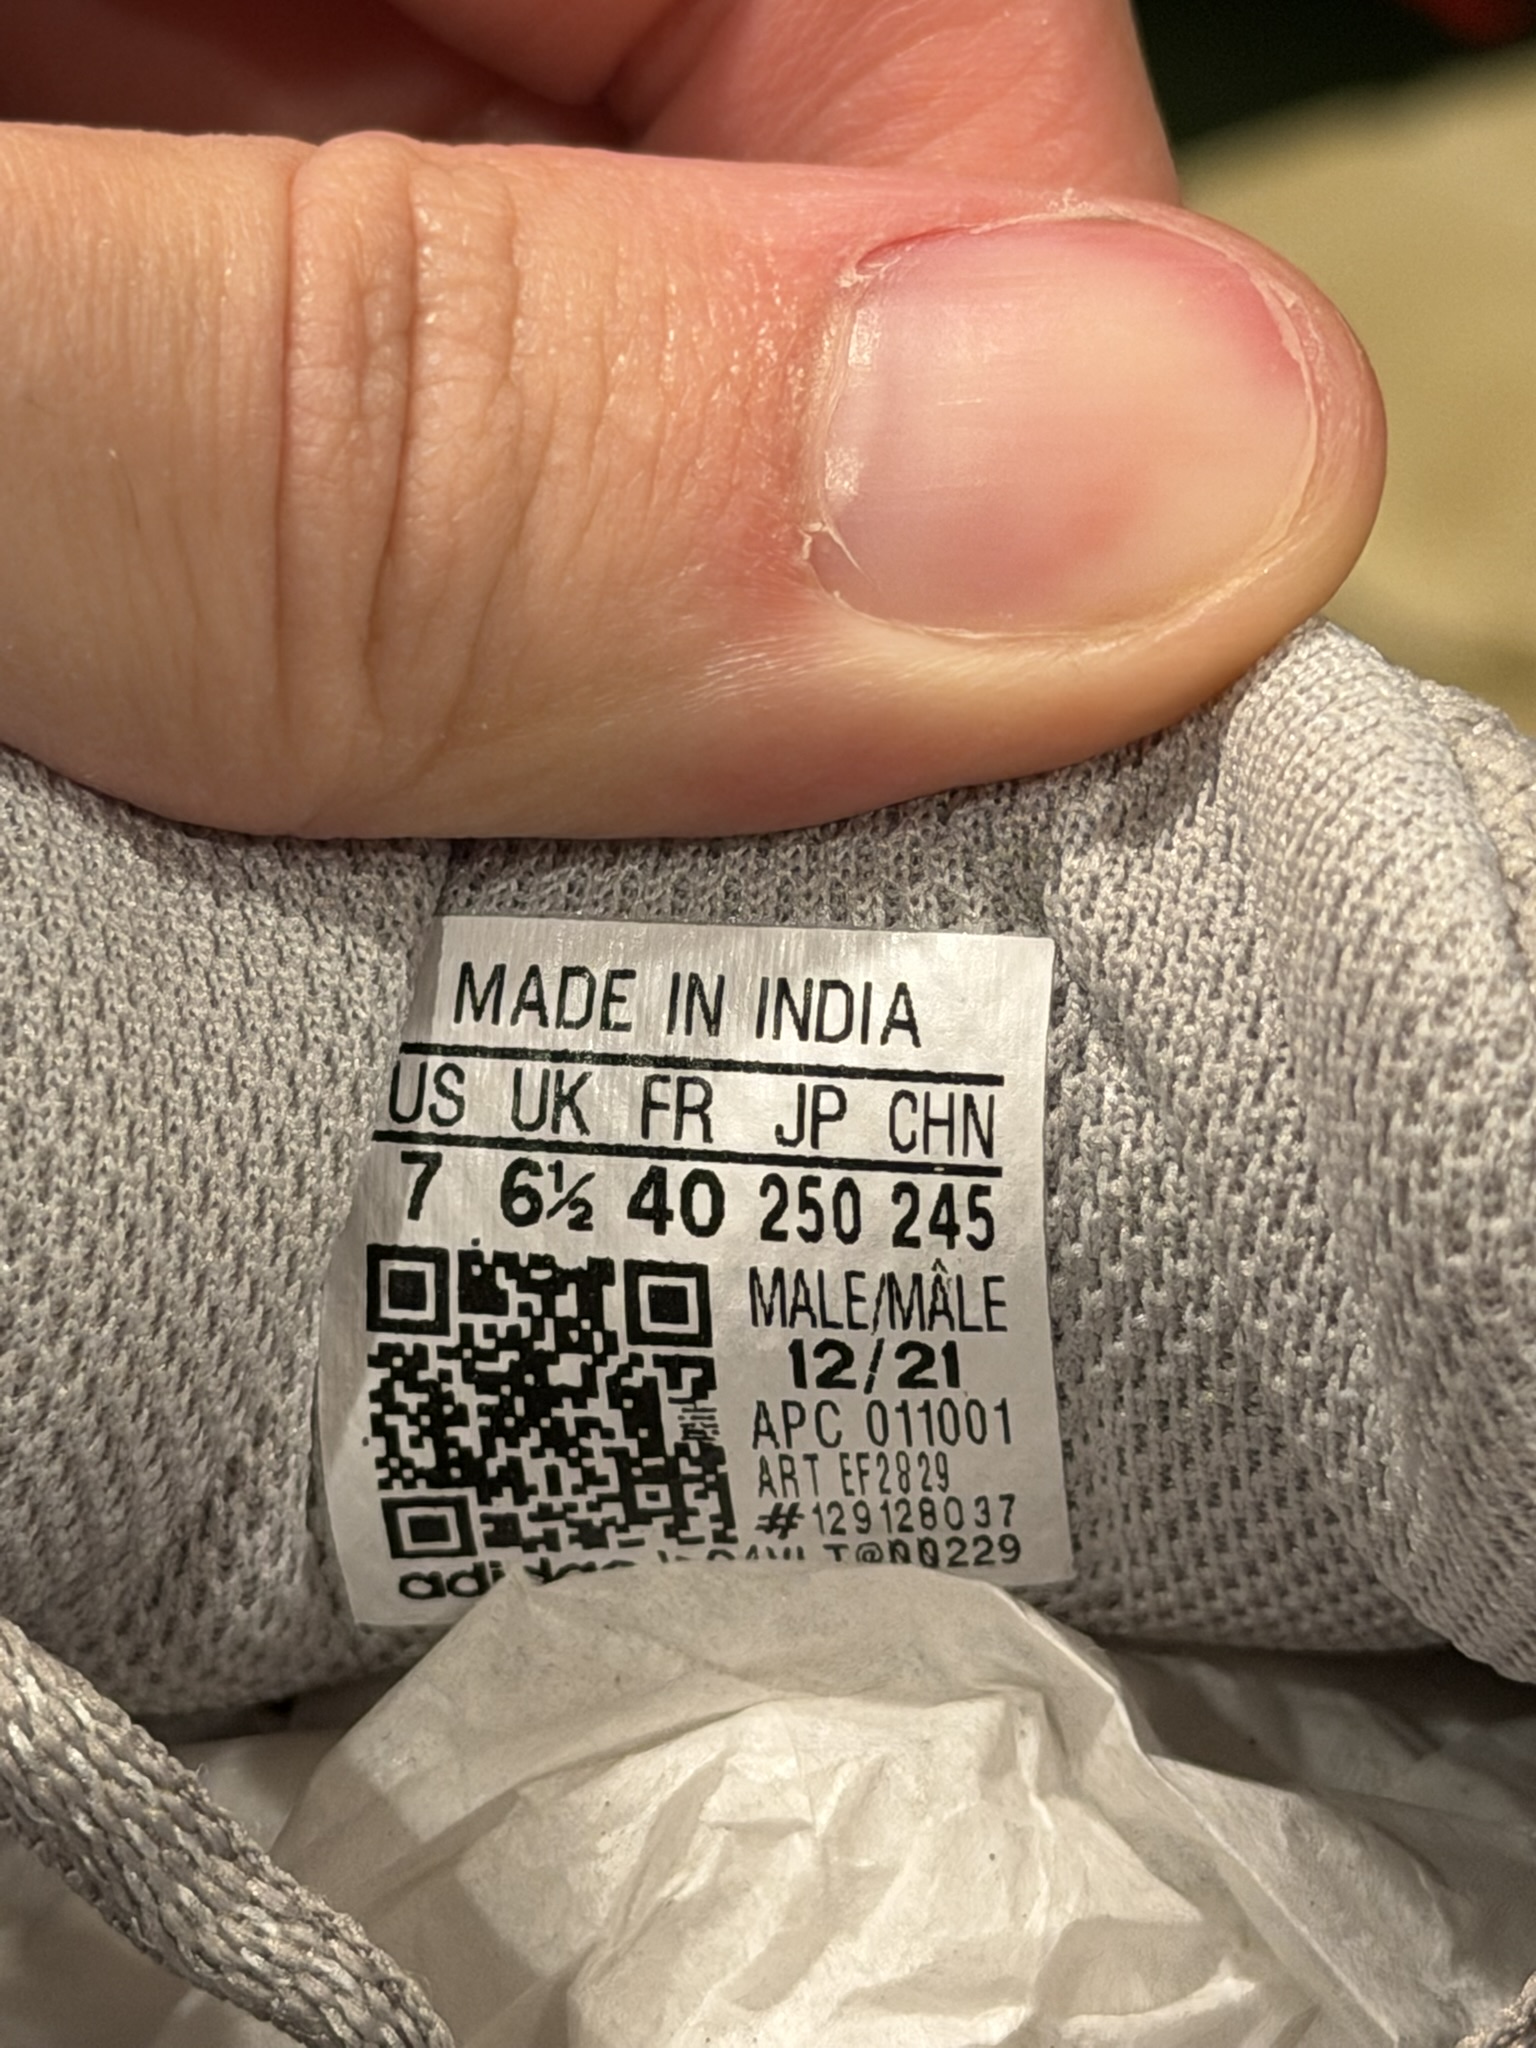 MADE IN INDIA
US UK FR JP CHN
7 6½ 40 250 245
MALE/MÂLE
12/21
APC 011001
ART EF2829
#129128037
adidas